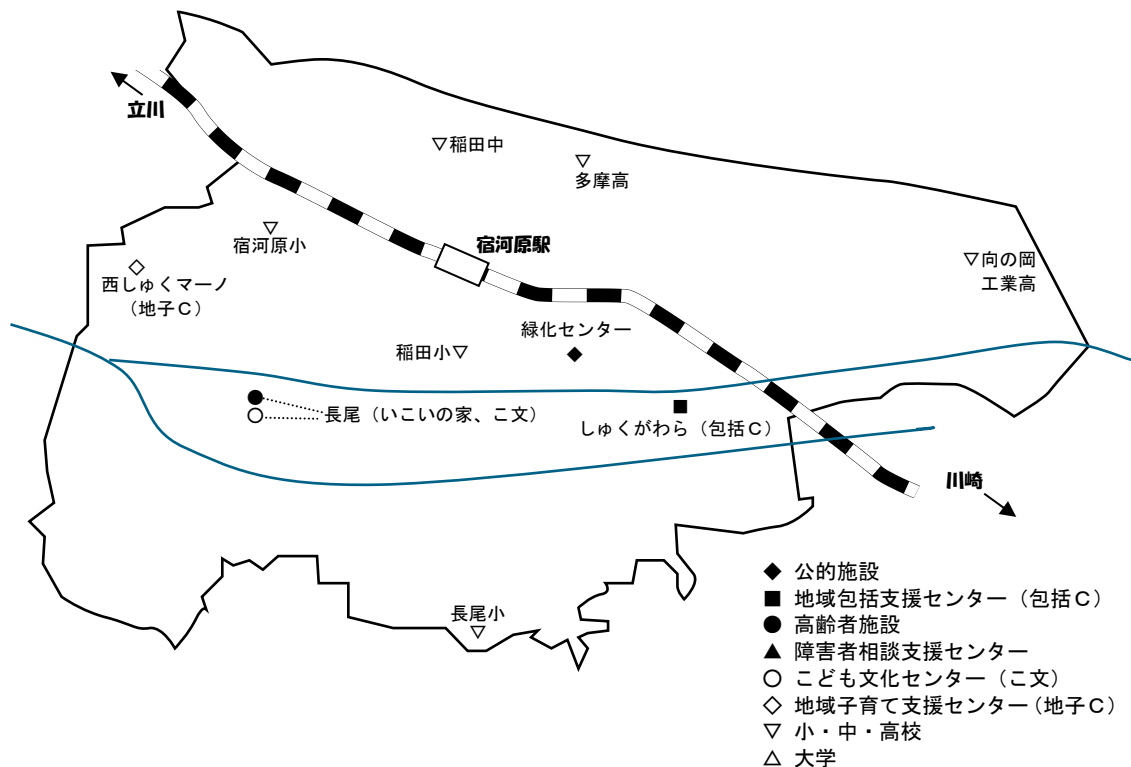 立川
▽稲田中
▽
多摩高
▽
宿河原小
宿河原駅
▽向の岡
工業高
◇
西しゅくマーノ
（地子Ｃ）
緑化センター
◆
稲田小▽
●
○
長尾（いこいの家、こ文）
■
しゅくがわら（包括Ｃ）
川崎
長尾小
▽
◆ 公的施設
■ 地域包括支援センター（包括Ｃ）
● 高齢者施設
▲ 障害者相談支援センター
○ こども文化センター（こ文）
◇ 地域子育て支援センター（地子Ｃ）
▽ 小・中・高校
△ 大学